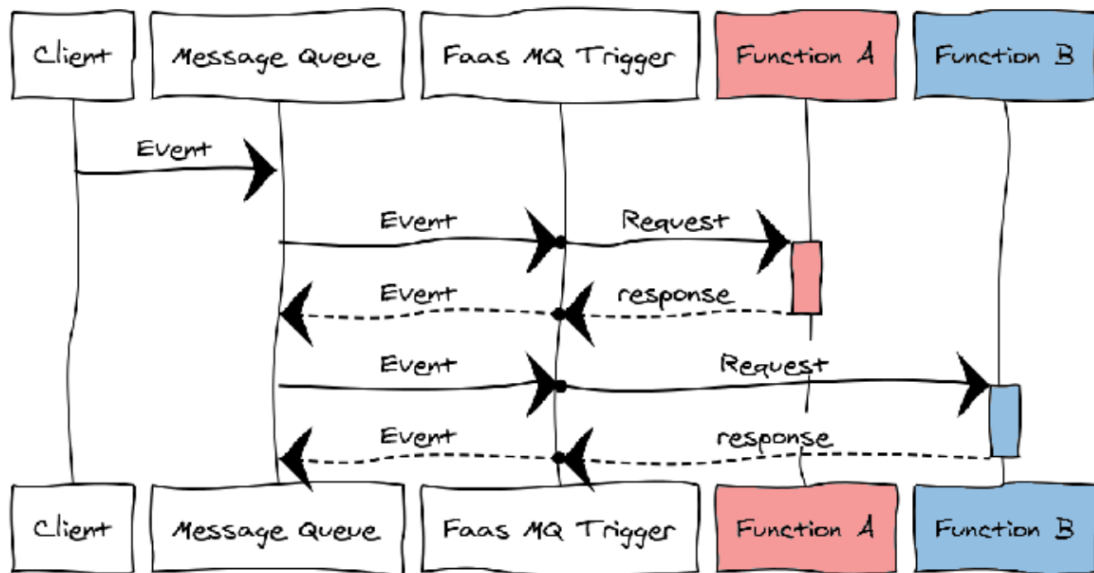 Client
Message Queue
Faas MQ Trigger
Function A
Function B
Event
Event
Request
Event
response
Event
Request
Event
response
Client
Message Queue
Faas MQ Trigger
Function A
Function B